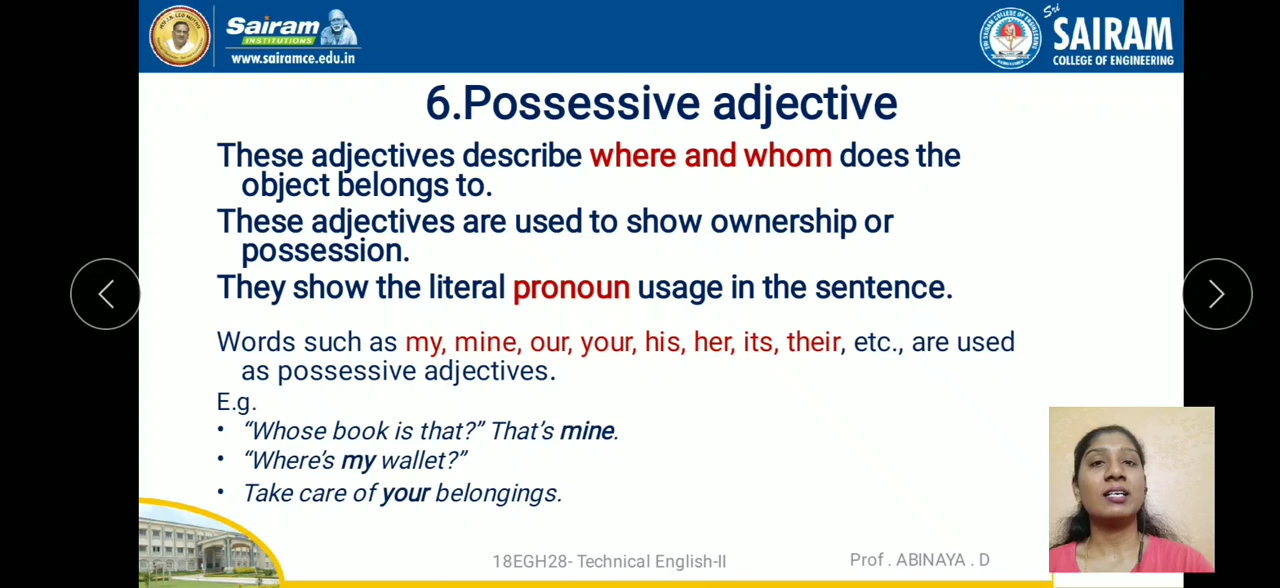 Sairam
INSTITUTIONS
www.sairamce.edu.in
Sri
SAIRAM
COLLEGE OF ENGINEERING
6.Possessive adjective
These adjectives describe where and whom does the
object belongs to.
These adjectives are used to show ownership or
possession.
They show the literal pronoun usage in the sentence.
Words such as my, mine, our, your, his, her, its, their, etc., are used
as possessive adjectives.
E.g.
• “Whose book is that?” That’s mine.
• “Where’s my wallet?”
• Take care of your belongings.
18EGH28- Technical English-II
Prof . ABINAYA . D